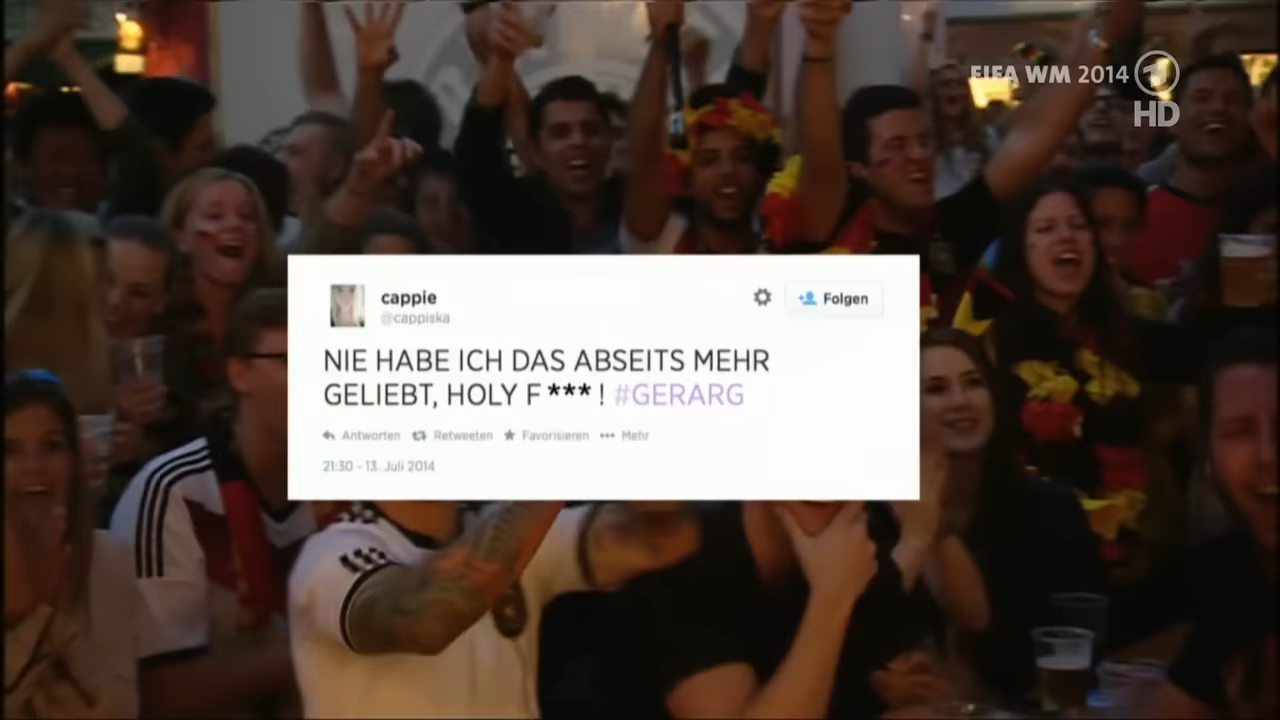 FIFA WM 2014 1
HD
cappie
@cappiska
Folgen
NIE HABE ICH DAS ABSEITS MEHR
GELIEBT, HOLY F***! #GERARG
Antworten Retweeten Favorisieren Mehr
21:30 - 13. Juli 2014